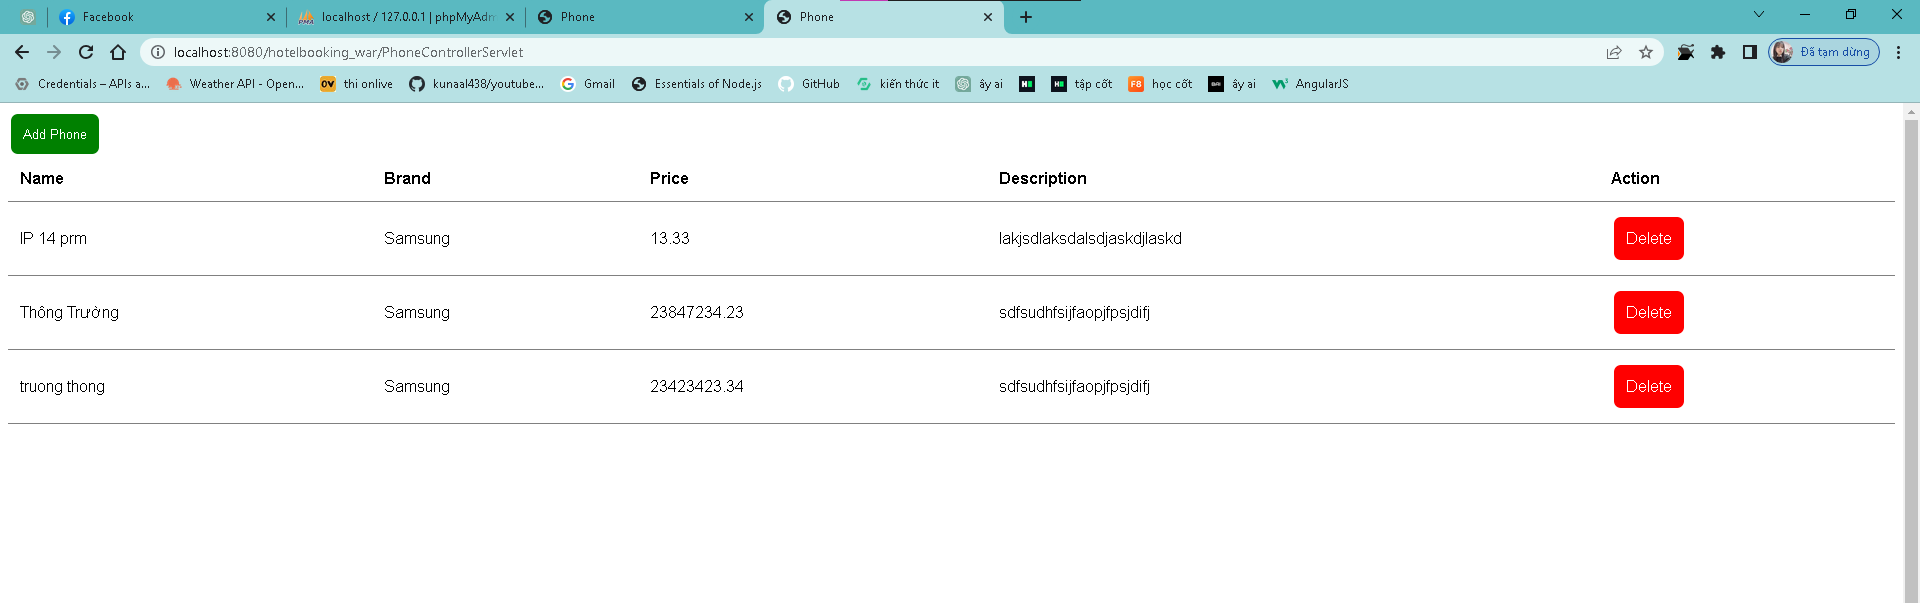 Facebook
localhost / 127.0.0.1 | phpMyAdm
Phone
Phone
localhost:8080/hotelbooking_war/PhoneControllerServlet
Đã tạm dừng
Credentials – APIs a...
Weather API - Open...
OV thi onlive
kunaal438/youtube...
Gmail
Essentials of Node.js
GitHub
kiến thức it
ây ai
tập cốt
F8 học cốt
ây ai
AngularJS
Add Phone
Name Brand Price Description Action
IP 14 prm Samsung 13.33 lakjsdlaksdalsdjaskdjlaskd Delete
Thông Trường Samsung 23847234.23 sdfsudhfsijfaopjfpsjdifj Delete
truong thong Samsung 23423423.34 sdfsudhfsijfaopjfpsjdifj Delete